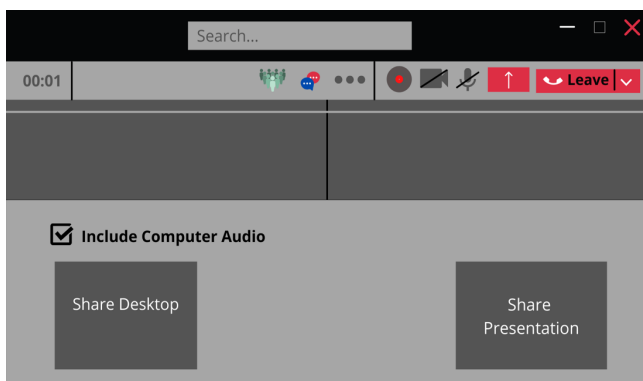 Search...
00:01
Leave
Include Computer Audio
Share Desktop
Share
Presentation